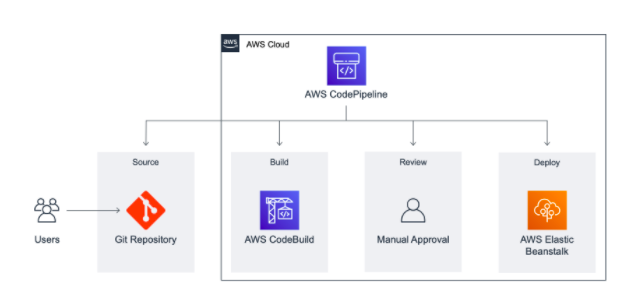 aws
AWS Cloud
AWS CodePipeline
Source
Build
Review
Deploy
Users
Git Repository
AWS CodeBuild
Manual Approval
AWS Elastic
Beanstalk